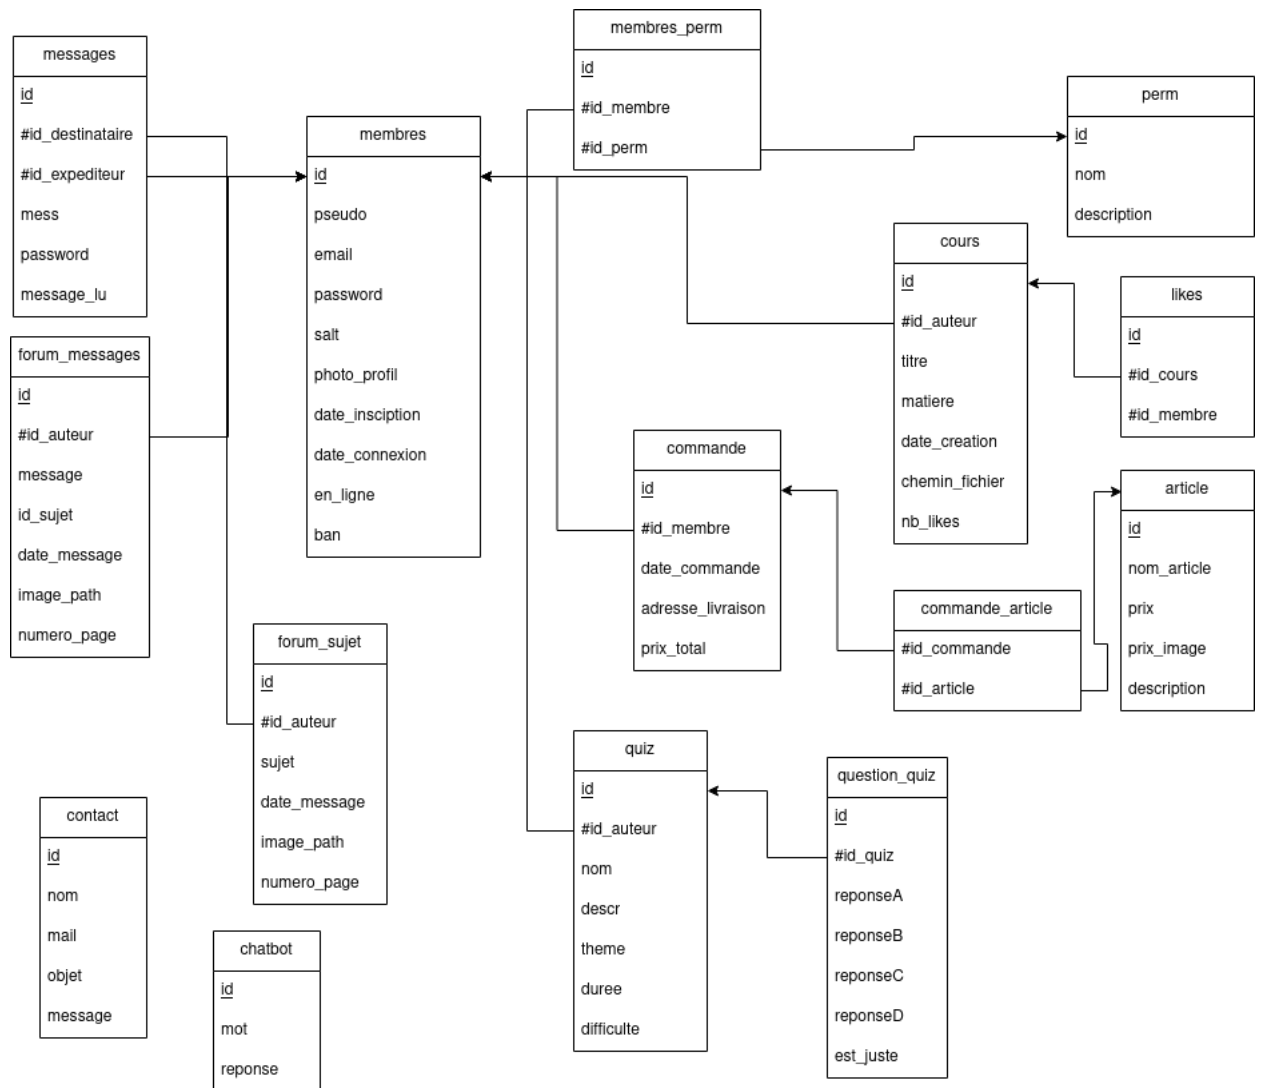 messages
id
#id_destinataire
#id_expediteur
mess
password
message_lu
forum_messages
id
#id_auteur
message
id_sujet
date_message
image_path
numero_page
membres
id
pseudo
email
password
salt
photo_profil
date_insciption
date_connexion
en_ligne
ban
membres_perm
id
#id_membre
#id_perm
perm
id
nom
description
cours
id
#id_auteur
titre
matiere
date_creation
chemin_fichier
nb_likes
likes
id
#id_cours
#id_membre
commande
id
#id_membre
date_commande
adresse_livraison
prix_total
article
id
nom_article
prix
prix_image
description
commande_article
#id_commande
#id_article
forum_sujet
id
#id_auteur
sujet
date_message
image_path
numero_page
quiz
id
#id_auteur
nom
descr
theme
duree
difficulte
question_quiz
id
#id_quiz
reponseA
reponseB
reponseC
reponseD
est_juste
contact
id
nom
mail
objet
message
chatbot
id
mot
reponse